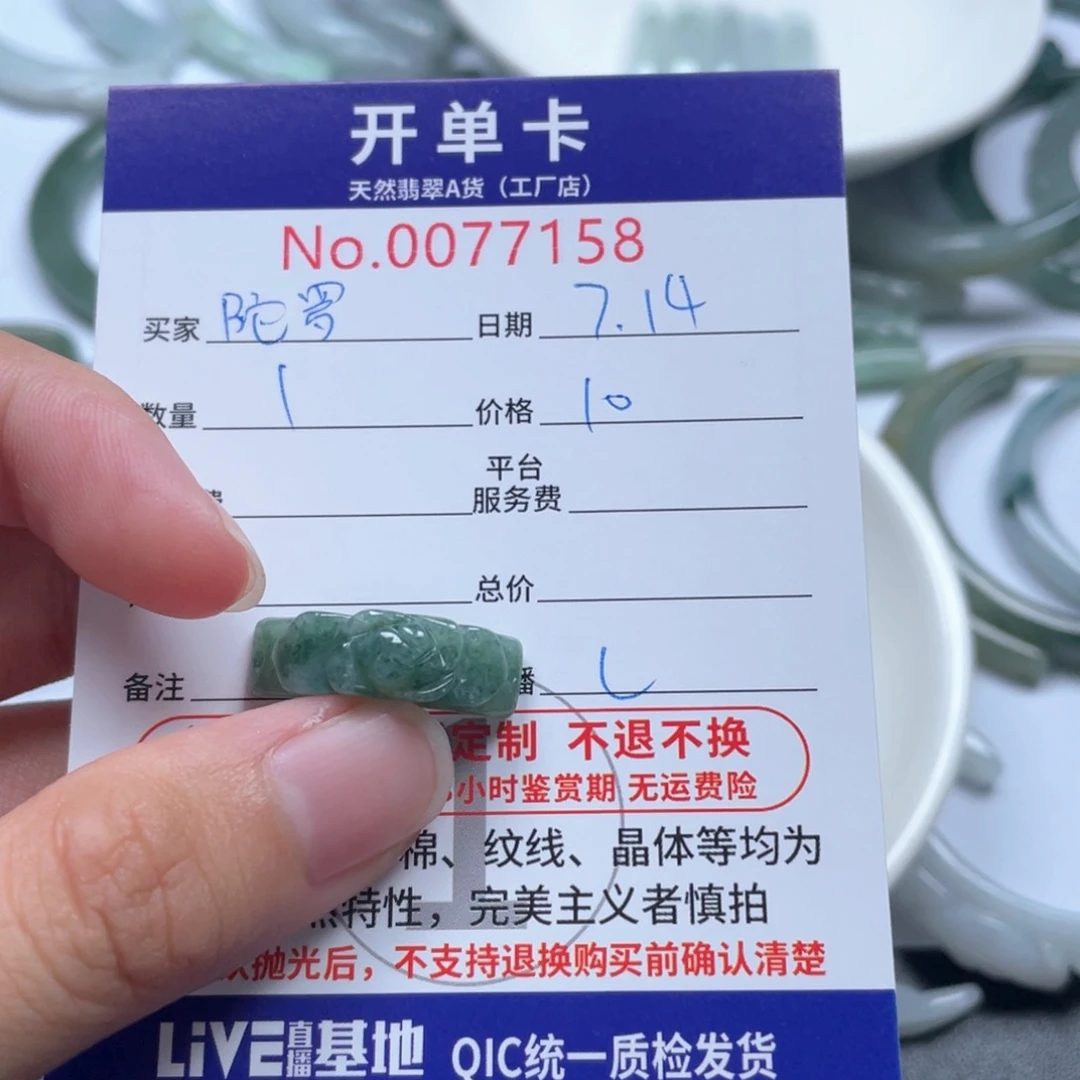 开单卡
天然翡翠A货（工厂店）
No.0077158
买家 陀罗 日期 7.14
数量 1 价格 10
平台
服务费
总价
备注 播 L
定制 不退不换
小时鉴赏期 无运费险
棉、纹线、晶体等均为
然特性，完美主义者慎拍
抛光后，不支持退换购买前确认清楚
LiVE直播基地 QIC统一质检发货